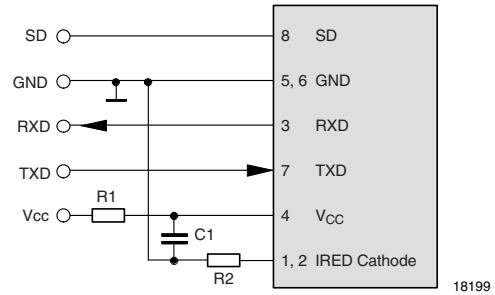 SD 8 SD
GND 5, 6 GND
RXD 3 RXD
TXD 7 TXD
R1
Vcc 4 VCC
C1
1, 2 IRED Cathode
R2
18199